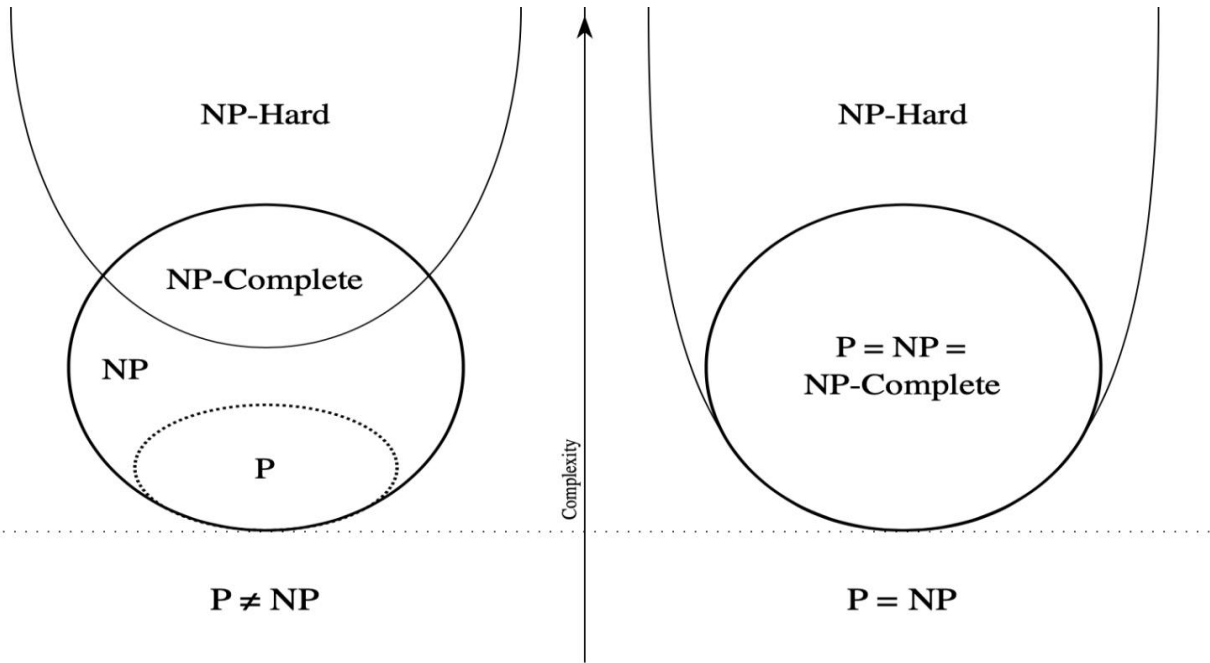 NP-Hard
NP-Complete
NP
P
P ≠ NP
Complexity
NP-Hard
P = NP =
NP-Complete
P = NP